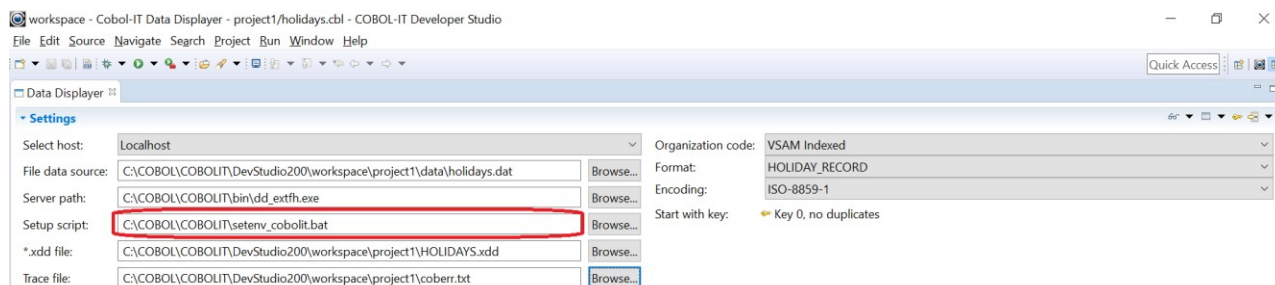 workspace - Cobol-IT Data Displayer - project1/holidays.cbl - COBOL-IT Developer Studio
File Edit Source Navigate Search Project Run Window Help
Quick Access
Data Displayer
Settings
Select host: Localhost
Organization code: VSAM Indexed
File data source: C:\COBOL\COBOLIT\DevStudio200\workspace\project1\data\holidays.dat Browse...
Format: HOLIDAY_RECORD
Server path: C:\COBOL\COBOLIT\bin\dd_extfh.exe Browse...
Encoding: ISO-8859-1
Setup script: C:\COBOL\COBOLIT\setenv_cobolit.bat Browse...
Start with key: Key 0, no duplicates
*.xdd file: C:\COBOL\COBOLIT\DevStudio200\workspace\project1\HOLIDAYS.xdd Browse...
Trace file: C:\COBOL\COBOLIT\DevStudio200\workspace\project1\coberr.txt Browse...